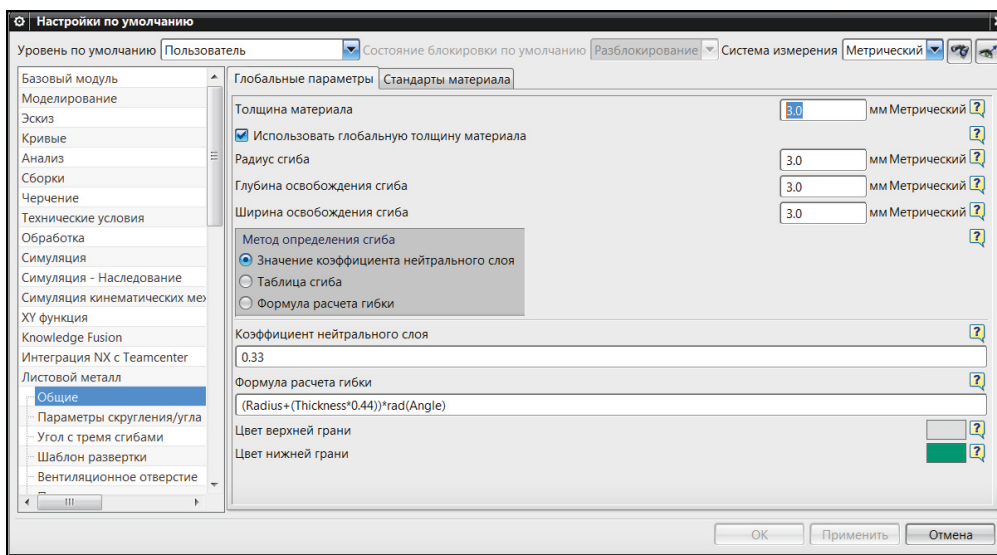 Настройки по умолчанию
Уровень по умолчанию Пользователь Состояние блокировки по умолчанию Разблокирование Система измерения Метрический
Базовый модуль
Моделирование
Эскиз
Кривые
Анализ
Сборки
Черчение
Технические условия
Обработка
Симуляция
Симуляция - Наследование
Симуляция кинематических мех
XY функция
Knowledge Fusion
Интеграция NX с Teamcenter
Листовой металл
Общие
Параметры скругления/угла
Угол с тремя сгибами
Шаблон развертки
Вентиляционное отверстие
Глобальные параметры Стандарты материала
Толщина материала 3.0 мм Метрический ?
Использовать глобальную толщину материала ?
Радиус сгиба 3.0 мм Метрический ?
Глубина освобождения сгиба 3.0 мм Метрический ?
Ширина освобождения сгиба 3.0 мм Метрический ?
Метод определения сгиба ?
Значение коэффициента нейтрального слоя
Таблица сгиба
Формула расчета гибки
Коэффициент нейтрального слоя ?
0.33
Формула расчета гибки ?
(Radius+(Thickness*0.44))*rad(Angle)
Цвет верхней грани ?
Цвет нижней грани ?
ОК Применить Отмена